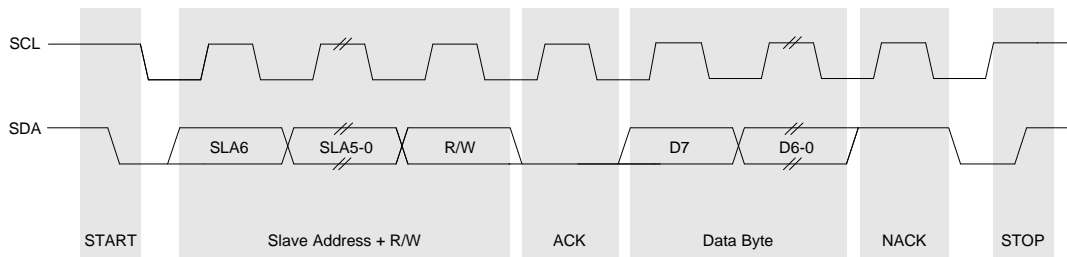 SCL
SDA
SLA6 SLA5-0 R/W D7 D6-0
START Slave Address + R/W ACK Data Byte NACK STOP